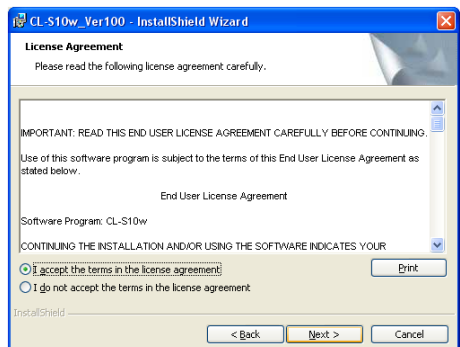 CL-S10w_Ver100 - InstallShield Wizard
License Agreement
Please read the following license agreement carefully.
IMPORTANT: READ THIS END USER LICENSE AGREEMENT CAREFULLY BEFORE CONTINUING.
Use of this software program is subject to the terms of this End User License Agreement as
stated below.
End User License Agreement
Software Program: CL-S10w
CONTINUING THE INSTALLATION AND/OR USING THE SOFTWARE INDICATES YOUR
I accept the terms in the license agreement
Print
I do not accept the terms in the license agreement
InstallShield
< Back
Next >
Cancel